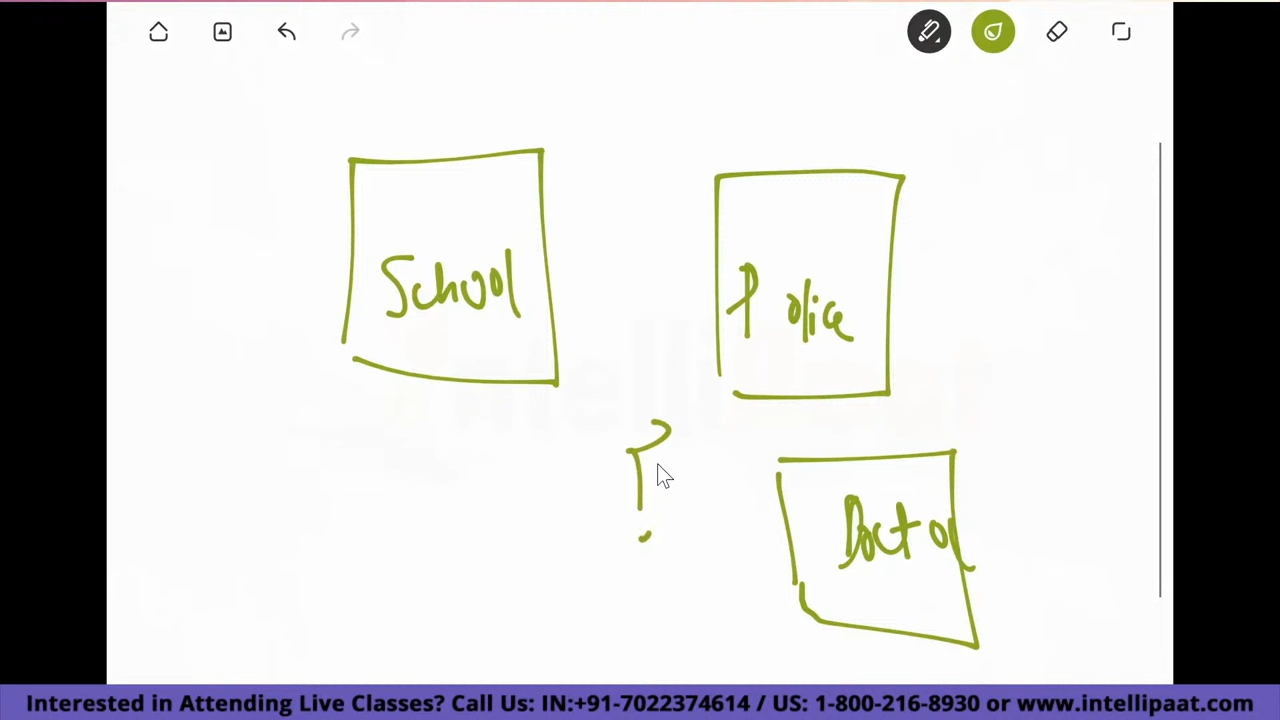 School
Police
?
Doctor
intellipaat
Interested in Attending Live Classes? Call Us: IN:+91-7022374614 / US: 1-800-216-8930 or www.intellipaat.com